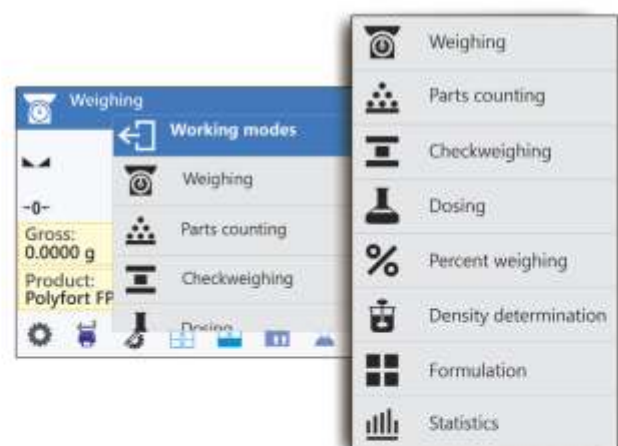 Weighing
Working modes
Weighing
Parts counting
Checkweighing
Dosing
-0-
Gross:
0.0000 g
Product:
Polyfort FP
Weighing
Parts counting
Checkweighing
Dosing
Percent weighing
Density determination
Formulation
Statistics